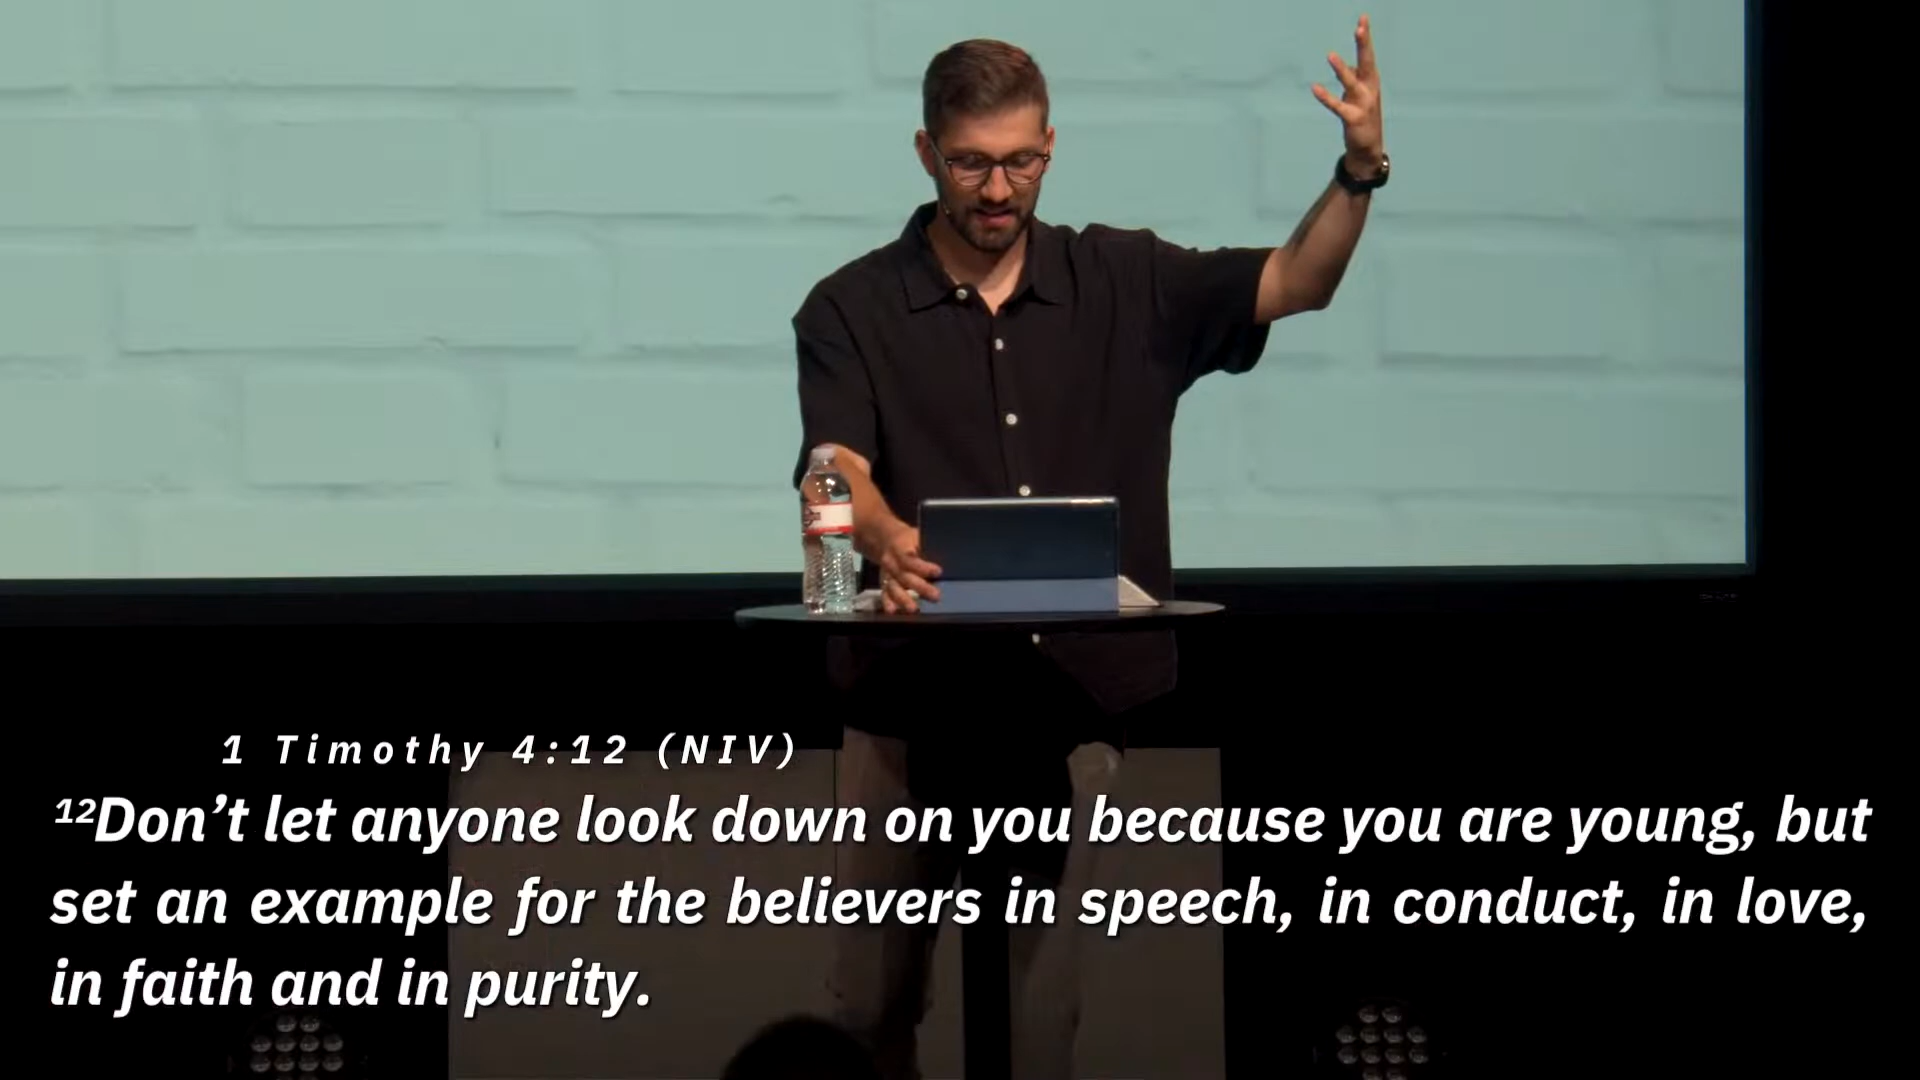 1 Timothy 4:12 (NIV)
¹²Don’t let anyone look down on you because you are young, but
set an example for the believers in speech, in conduct, in love,
in faith and in purity.